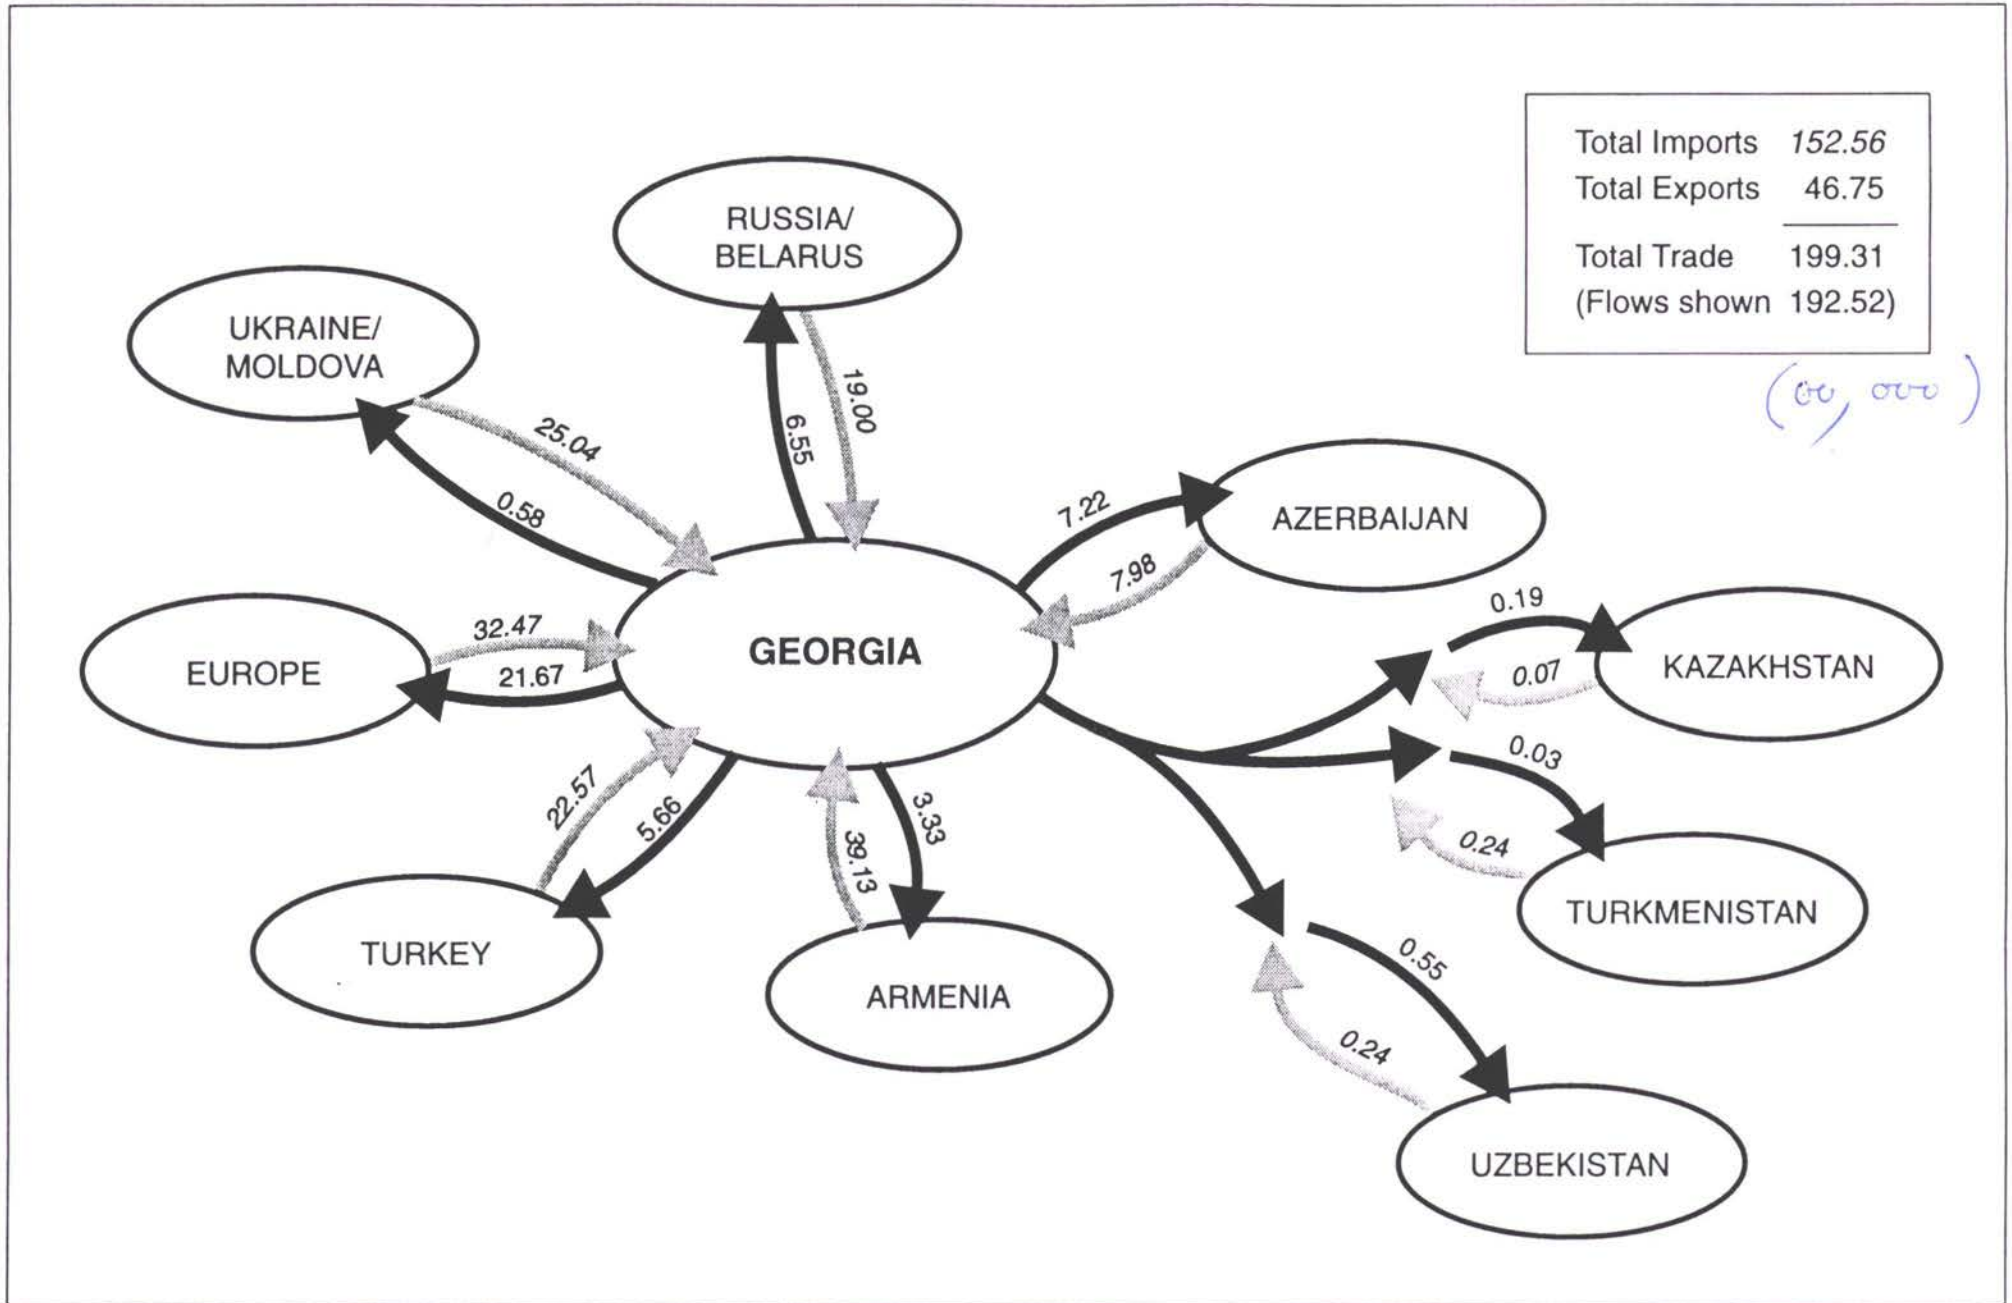 Total Imports 152.56
Total Exports 46.75
Total Trade 199.31
(Flows shown 192.52)
(00,000)
RUSSIA/
BELARUS
UKRAINE/
MOLDOVA
19.00
6.55
25.04
0.58
7.22
AZERBAIJAN
7.98
0.19
KAZAKHSTAN
0.07
32.47
EUROPE
21.67
GEORGIA
0.03
0.24
TURKMENISTAN
22.57
5.66
3.33
39.13
TURKEY
ARMENIA
0.55
0.24
UZBEKISTAN